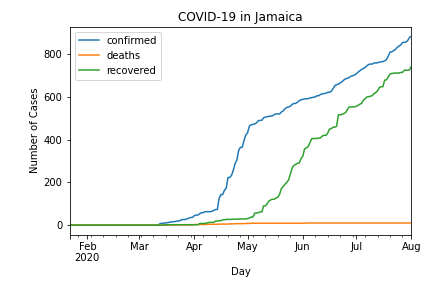 COVID-19 in Jamaica
confirmed
deaths
recovered
Number of Cases
800
600
400
200
0
Feb Mar Apr May Jun Jul Aug
2020
Day